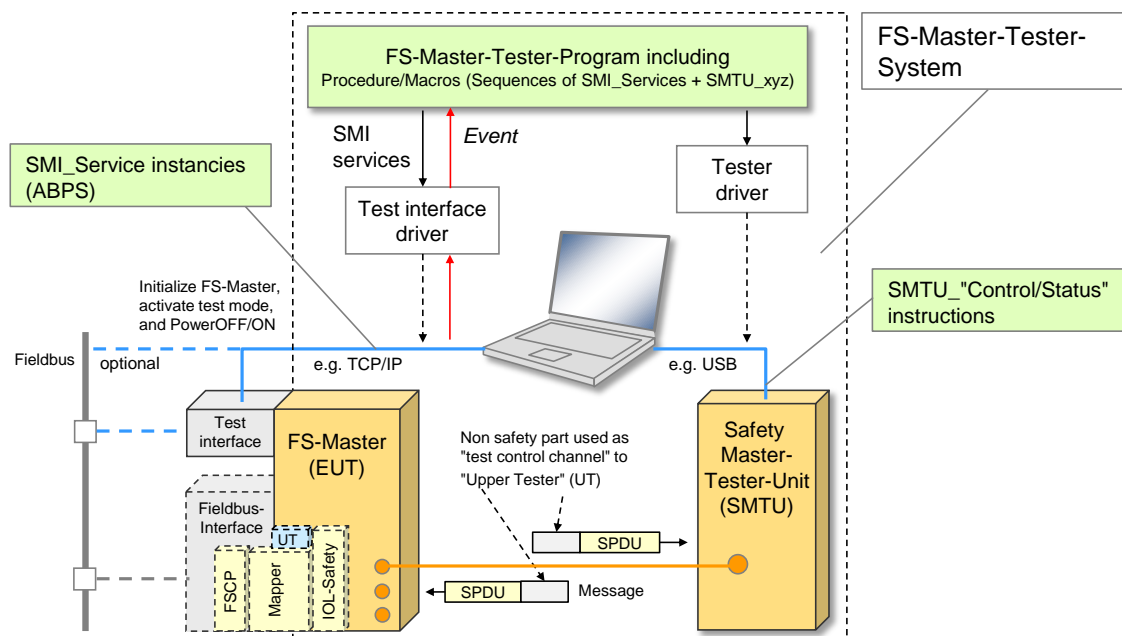 FS-Master-Tester-Program including
Procedure/Macros (Sequences of SMI_Services + SMTU_xyz)
FS-Master-Tester-
System
SMI
services
Event
SMI_Service instancies
(ABPS)
Tester
driver
Test interface
driver
Initialize FS-Master,
activate test mode,
and PowerOFF/ON
SMTU_"Control/Status"
instructions
Fieldbus
optional
e.g. TCP/IP
e.g. USB
Test
interface
FS-Master
(EUT)
Non safety part used as
"test control channel" to
"Upper Tester" (UT)
Safety
Master-
Tester-Unit
(SMTU)
Fieldbus-
Interface
UT
FSCP
Mapper
IOL-Safety
SPDU
SPDU
Message